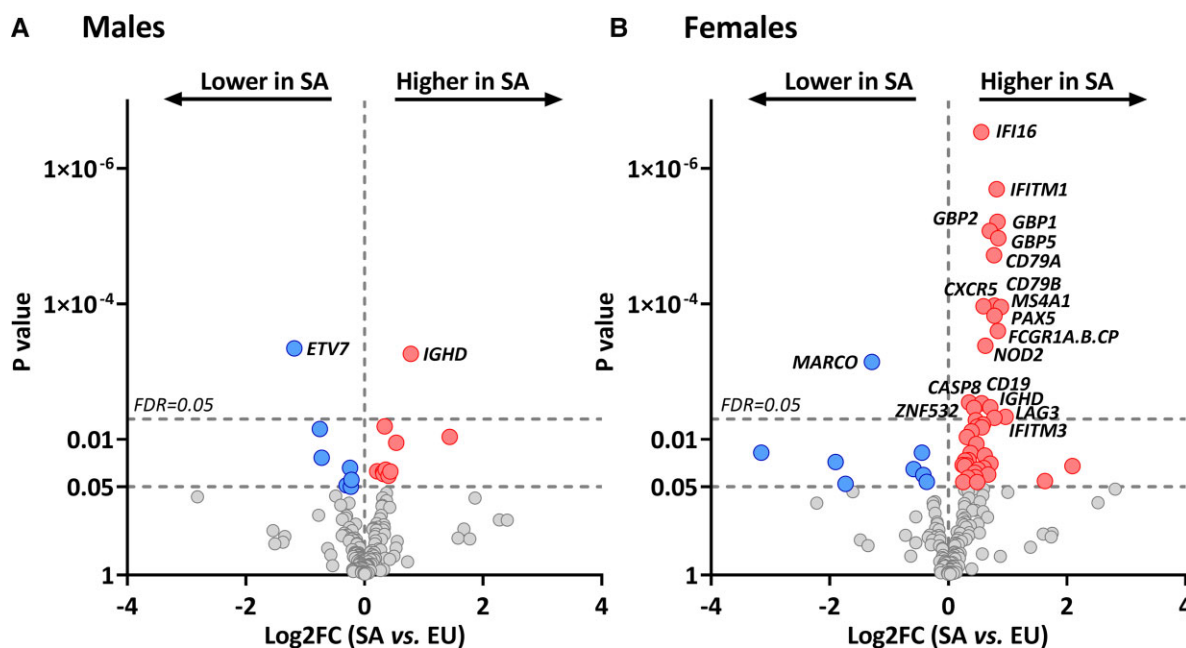 A Males
Lower in SA
Higher in SA
P value
1×10-6
1×10-4
0.01
0.05
1
FDR=0.05
ETV7
IGHD
-4
-2
0
2
4
Log2FC (SA vs. EU)
B Females
Lower in SA
Higher in SA
P value
1×10-6
1×10-4
0.01
0.05
1
FDR=0.05
IFI16
IFITM1
GBP2
GBP1
GBP5
CD79A
CD79B
CXCR5
MS4A1
PAX5
FCGR1A.B.CP
NOD2
MARCO
CASP8
CD19
IGHD
ZNF532
LAG3
IFITM3
-4
-2
0
2
4
Log2FC (SA vs. EU)